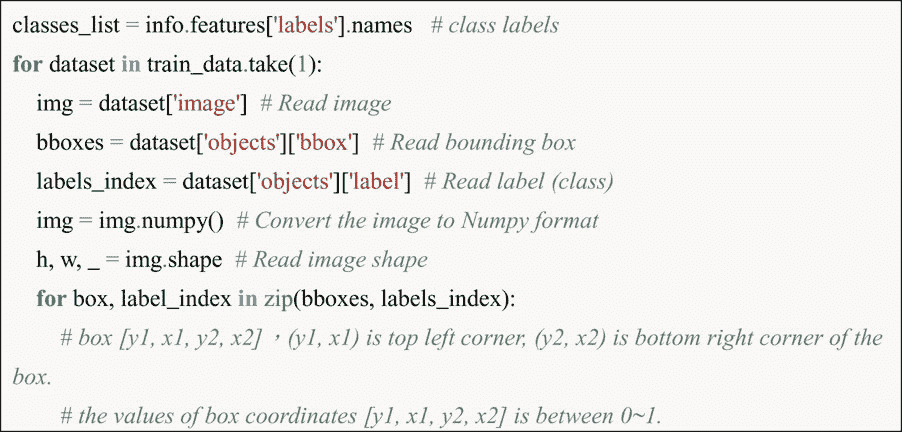 classes_list = info.features['labels'].names   # class labels
for dataset in train_data.take(1):
    img = dataset['image']  # Read image
    bboxes = dataset['objects']['bbox']  # Read bounding box
    labels_index = dataset['objects']['label']  # Read label (class)
    img = img.numpy()  # Convert the image to Numpy format
    h, w, _ = img.shape  # Read image shape
    for box, label_index in zip(bboxes, labels_index):
        # box [y1, x1, y2, x2]，(y1, x1) is top left corner, (y2, x2) is bottom right corner of the
box.
        # the values of box coordinates [y1, x1, y2, x2] is between 0~1.